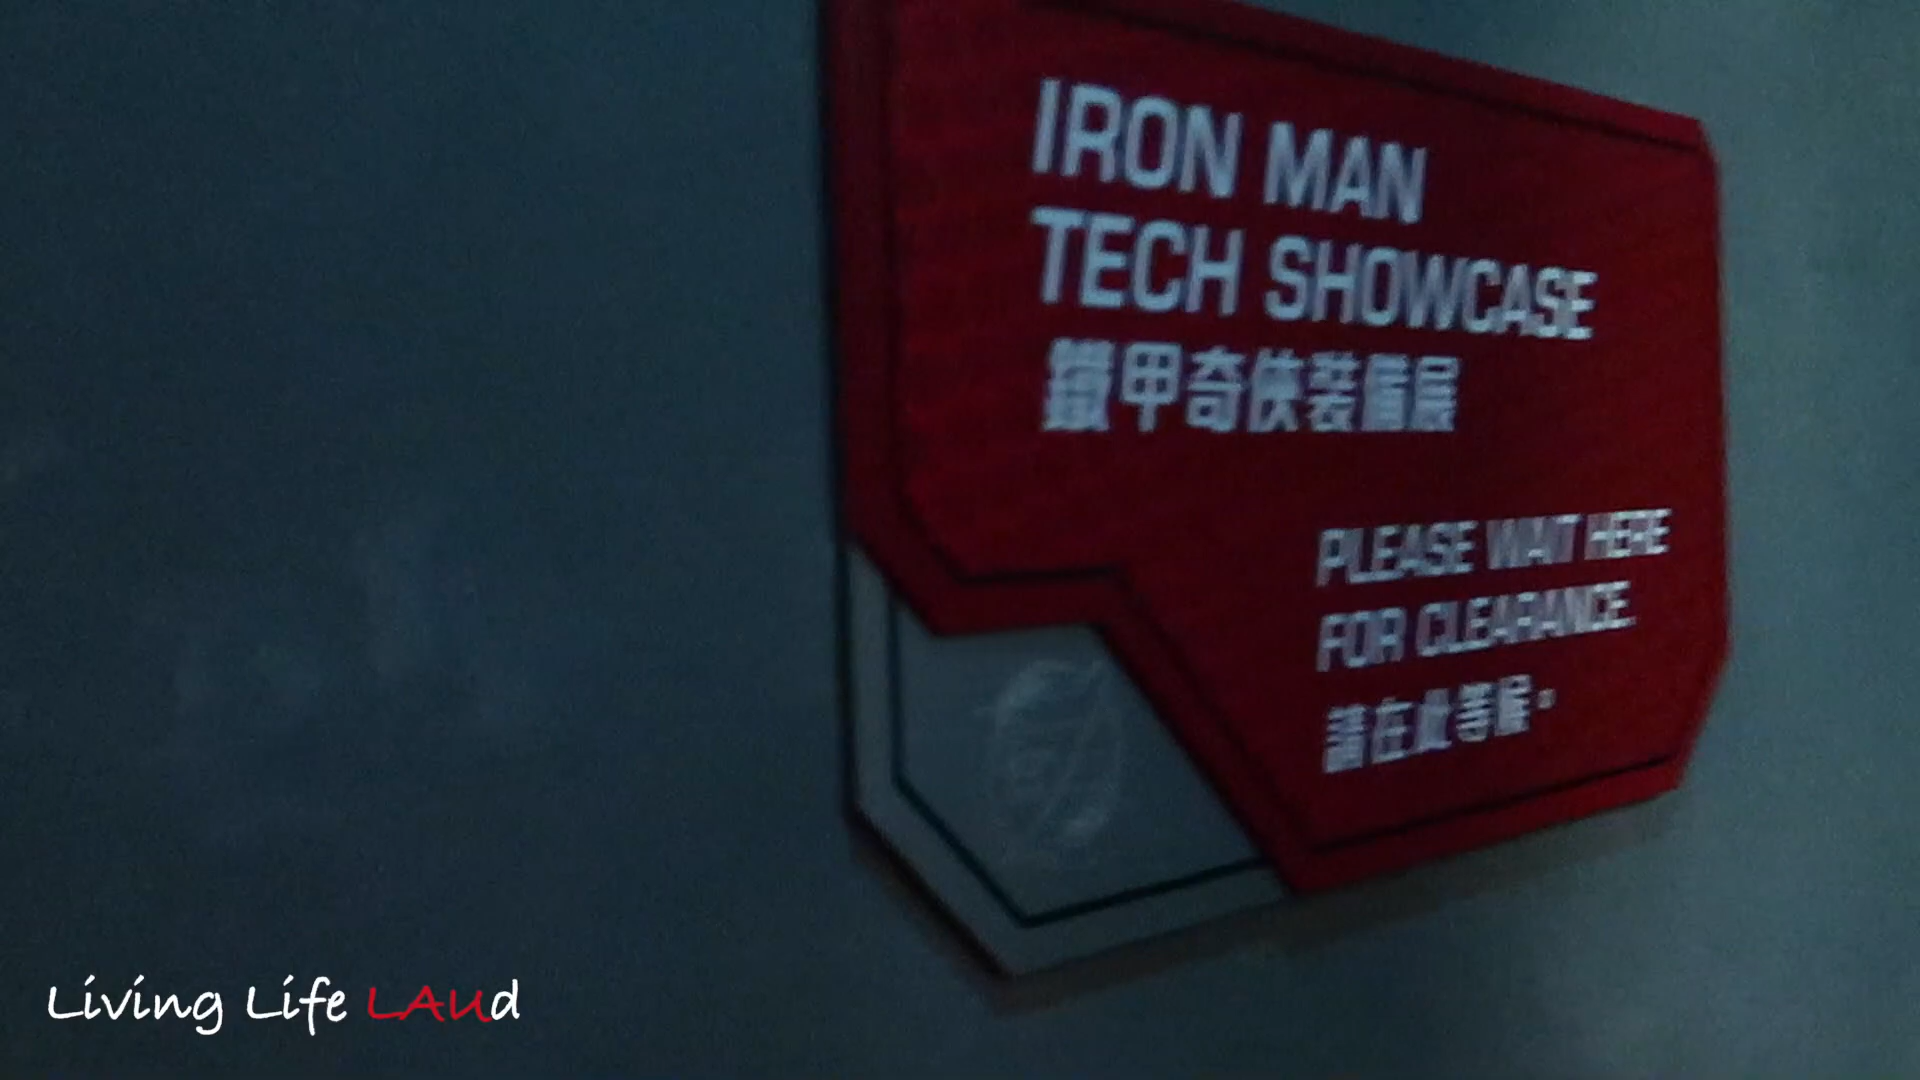 IRON MAN
TECH SHOWCASE
鐵甲奇俠裝備展
PLEASE WAIT HERE
FOR CLEARANCE.
請在此等候。
Living Life LAUd